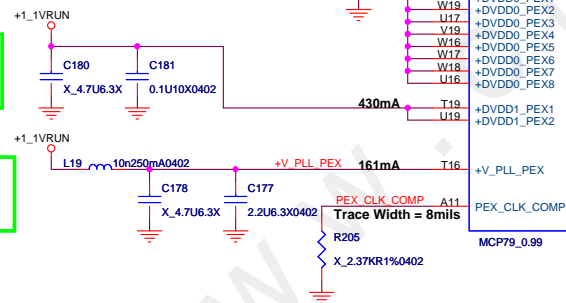 +DVDD0_PEX1
W19 +DVDD0_PEX2
U17 +DVDD0_PEX3
V19 +DVDD0_PEX4
W16 +DVDD0_PEX5
W17 +DVDD0_PEX6
W18 +DVDD0_PEX7
U16 +DVDD0_PEX8
+1_1VRUN
C180
X_4.7U6.3X
C181
0.1U10X0402
430mA T19 +DVDD1_PEX1
U19 +DVDD1_PEX2
+1_1VRUN
L19 10n250mA0402
+V_PLL_PEX 161mA T16 +V_PLL_PEX
C178
X_4.7U6.3X
C177
2.2U6.3X0402
PEX_CLK_COMP A11 PEX_CLK_COMP
Trace Width = 8mils
R205
X_2.37KR1%0402
MCP79_0.99